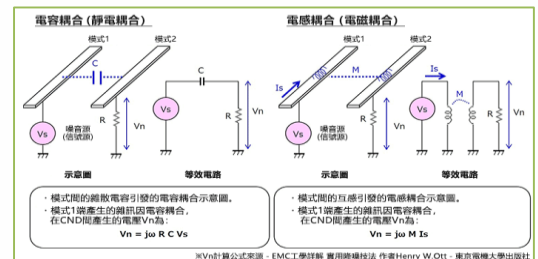 電容耦合 (靜電耦合)
模式1
模式2
C
Vs
噪音源
(信號源)
R
Vn
示意圖
C
Vs
R
Vn
等效電路
・模式間的雜散電容引發的電容耦合示意圖。
・模式1端產生的雜訊因電容耦合,
在CND間產生的電壓Vn為:
Vn = jω R C Vs
電感耦合 (電磁耦合)
模式1
模式2
Is
M
Vs
噪音源
(信號源)
R
Vn
示意圖
Is
M
Vs
R
Vn
等效電路
・模式間的互感引發的電感耦合示意圖。
・模式1端產生的雜訊因電容耦合,
在CND間產生的電壓Vn為:
Vn = jω M Is
※Vn計算公式來源 - EMC工學詳解 實用降噪技法 作者Henry W.Ott - 東京電機大學出版社